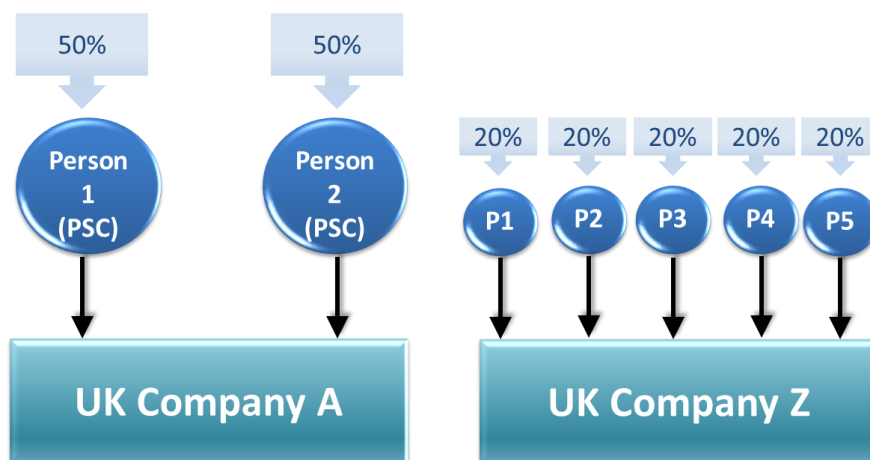 50%
50%
Person
1
(PSC)
Person
2
(PSC)
UK Company A
20%
20%
20%
20%
20%
P1
P2
P3
P4
P5
UK Company Z